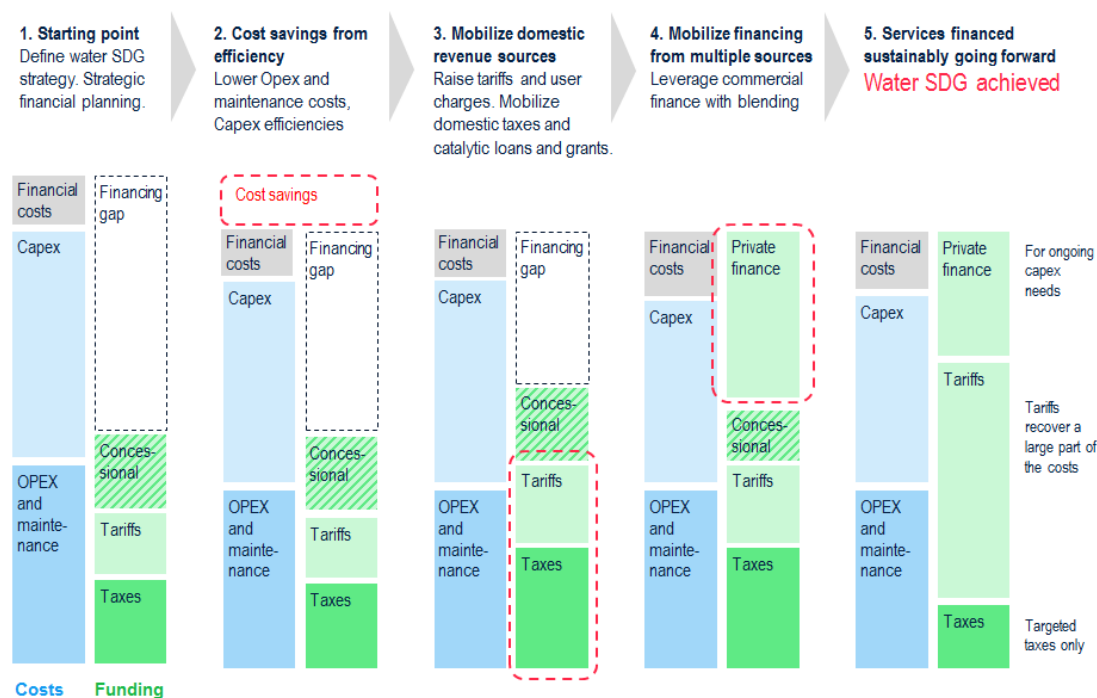 1. Starting point
Define water SDG
strategy. Strategic
financial planning.
2. Cost savings from
efficiency
Lower Opex and
maintenance costs,
Capex efficiencies
3. Mobilize domestic
revenue sources
Raise tariffs and user
charges. Mobilize
domestic taxes and
catalytic loans and grants.
4. Mobilize financing
from multiple sources
Leverage commercial
finance with blending
5. Services financed
sustainably going forward
Water SDG achieved
Financial
costs
Capex
OPEX
and
mainte-
nance
Financing
gap
Conces-
sional
Tariffs
Taxes
Costs
Funding
Cost savings
Financial
costs
Capex
OPEX
and
mainte-
nance
Financing
gap
Conces-
sional
Tariffs
Taxes
Financial
costs
Capex
OPEX
and
mainte-
nance
Financing
gap
Conces-
sional
Tariffs
Taxes
Financial
costs
Capex
OPEX
and
mainte-
nance
Private
finance
Conces-
sional
Tariffs
Taxes
Financial
costs
Capex
OPEX
and
mainte-
nance
Private
finance
Tariffs
Taxes
For ongoing
capex
needs
Tariffs
recover a
large part of
the costs
Targeted
taxes only